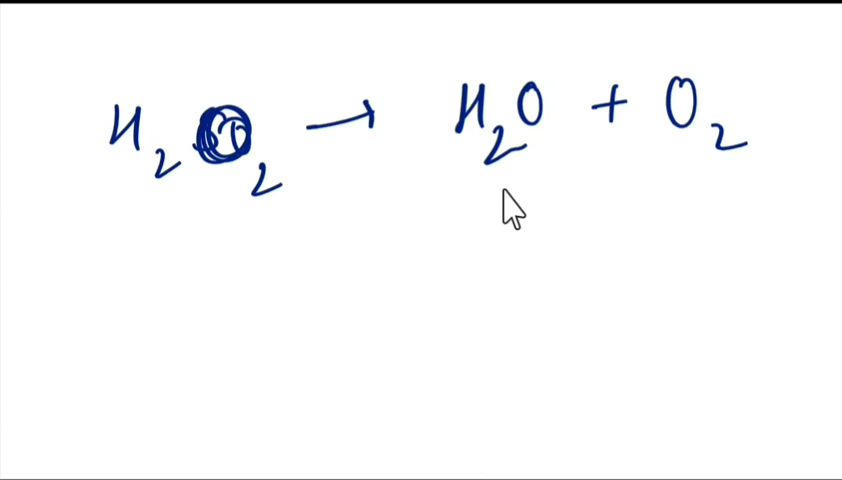 H₂O₂ → H₂O + O₂